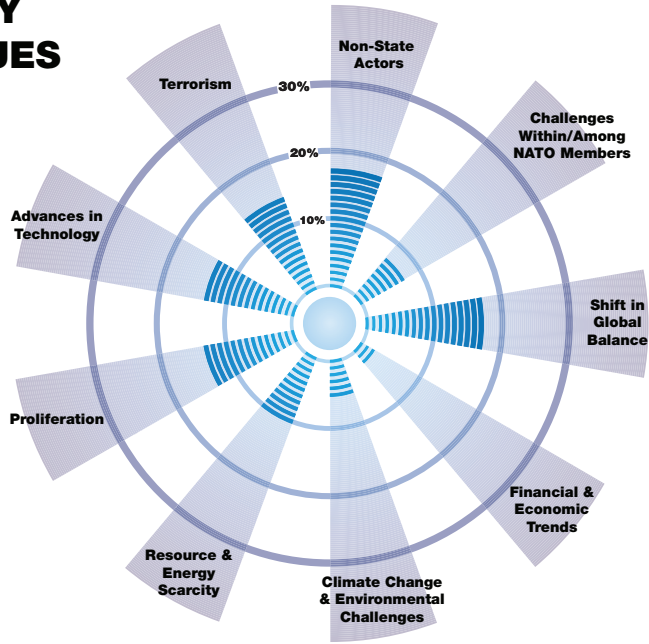 Y
UES
Non-State
Actors
30%
Terrorism
Challenges
Within/Among
NATO Members
20%
10%
Advances in
Technology
Shift in
Global
Balance
Proliferation
Financial &
Economic
Trends
Resource &
Energy
Scarcity
Climate Change
& Environmental
Challenges